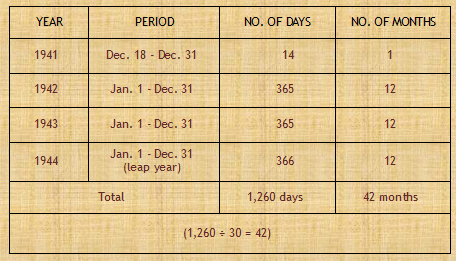 YEAR PERIOD NO. OF DAYS NO. OF MONTHS
1941 Dec. 18 - Dec. 31 14 1
1942 Jan. 1 - Dec. 31 365 12
1943 Jan. 1 - Dec. 31 365 12
1944 Jan. 1 - Dec. 31 366 12
(leap year)
Total 1,260 days 42 months
(1,260 ÷ 30 = 42)